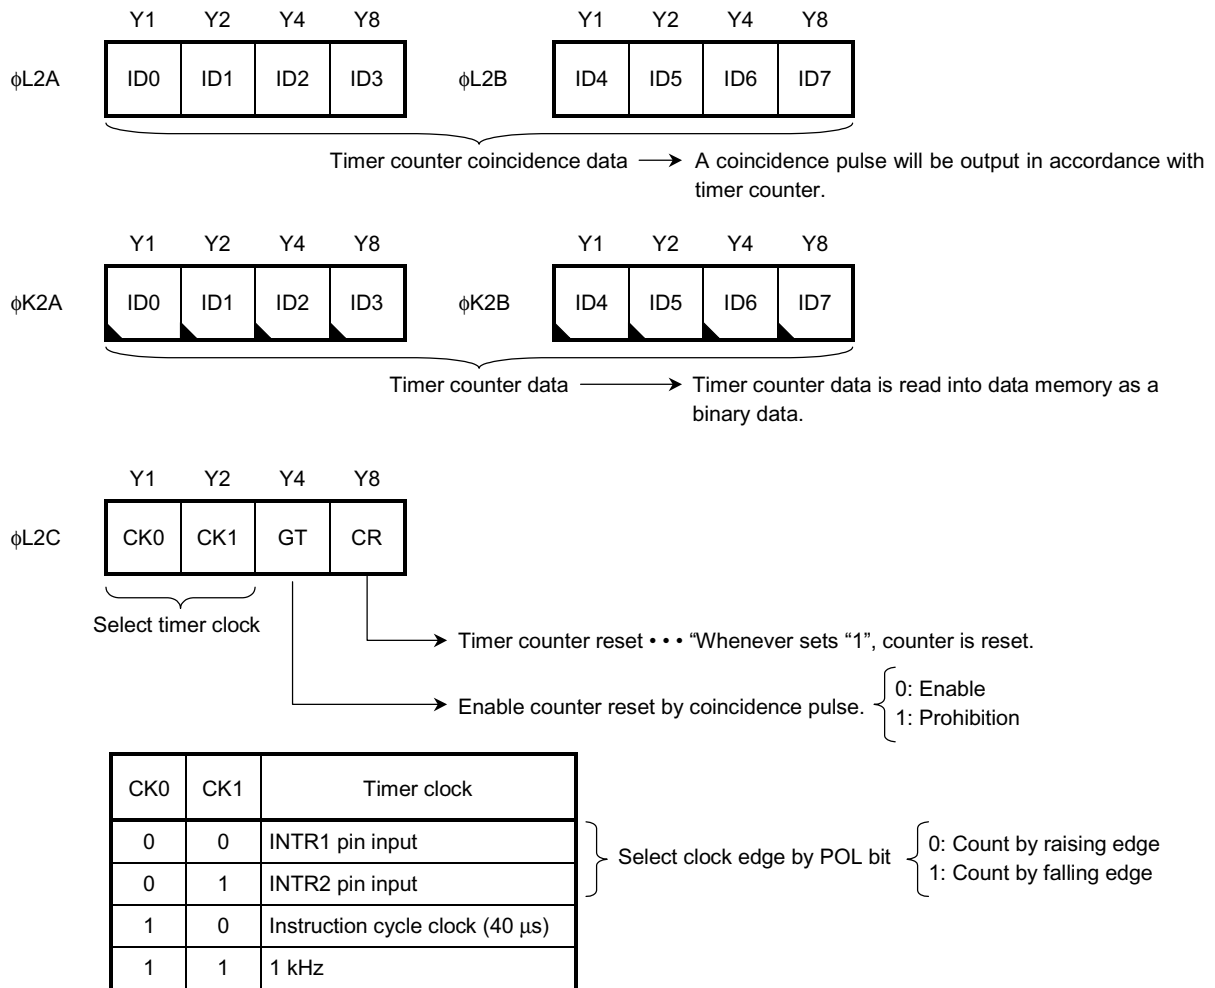 Y1 Y2 Y4 Y8 Y1 Y2 Y4 Y8
ϕL2A ID0 ID1 ID2 ID3 ϕL2B ID4 ID5 ID6 ID7
Timer counter coincidence data → A coincidence pulse will be output in accordance with
timer counter.
Y1 Y2 Y4 Y8 Y1 Y2 Y4 Y8
ϕK2A ID0 ID1 ID2 ID3 ϕK2B ID4 ID5 ID6 ID7
Timer counter data → Timer counter data is read into data memory as a
binary data.
Y1 Y2 Y4 Y8
ϕL2C CK0 CK1 GT CR
Select timer clock
Timer counter reset • • • “Whenever sets “1”, counter is reset.
Enable counter reset by coincidence pulse.
0: Enable
1: Prohibition
CK0 CK1 Timer clock
0 0 INTR1 pin input
0 1 INTR2 pin input
1 0 Instruction cycle clock (40 μs)
1 1 1 kHz
Select clock edge by POL bit
0: Count by raising edge
1: Count by falling edge